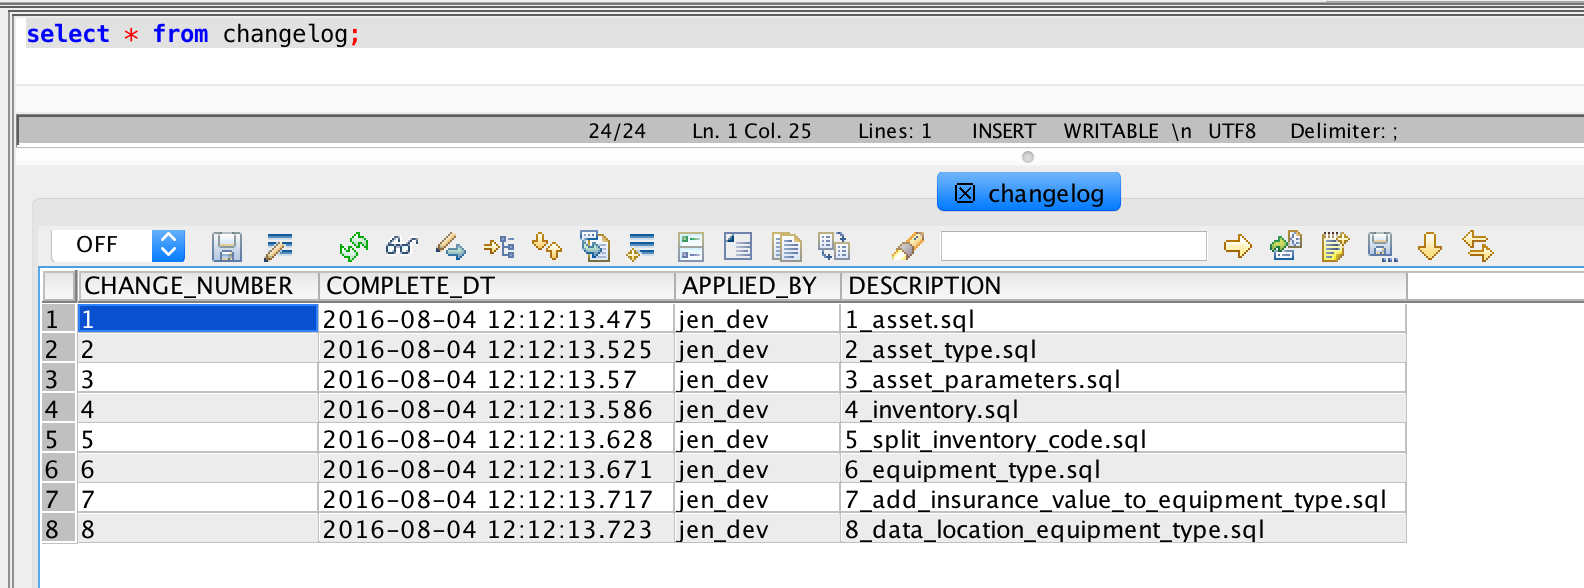 select * from changelog;
24/24 Ln. 1 Col. 25 Lines: 1 INSERT WRITABLE \n UTF8 Delimiter: ;
changelog
OFF
CHANGE_NUMBER COMPLETE_DT APPLIED_BY DESCRIPTION
1 1 2016-08-04 12:12:13.475 jen_dev 1_asset.sql
2 2 2016-08-04 12:12:13.525 jen_dev 2_asset_type.sql
3 3 2016-08-04 12:12:13.57 jen_dev 3_asset_parameters.sql
4 4 2016-08-04 12:12:13.586 jen_dev 4_inventory.sql
5 5 2016-08-04 12:12:13.628 jen_dev 5_split_inventory_code.sql
6 6 2016-08-04 12:12:13.671 jen_dev 6_equipment_type.sql
7 7 2016-08-04 12:12:13.717 jen_dev 7_add_insurance_value_to_equipment_type.sql
8 8 2016-08-04 12:12:13.723 jen_dev 8_data_location_equipment_type.sql